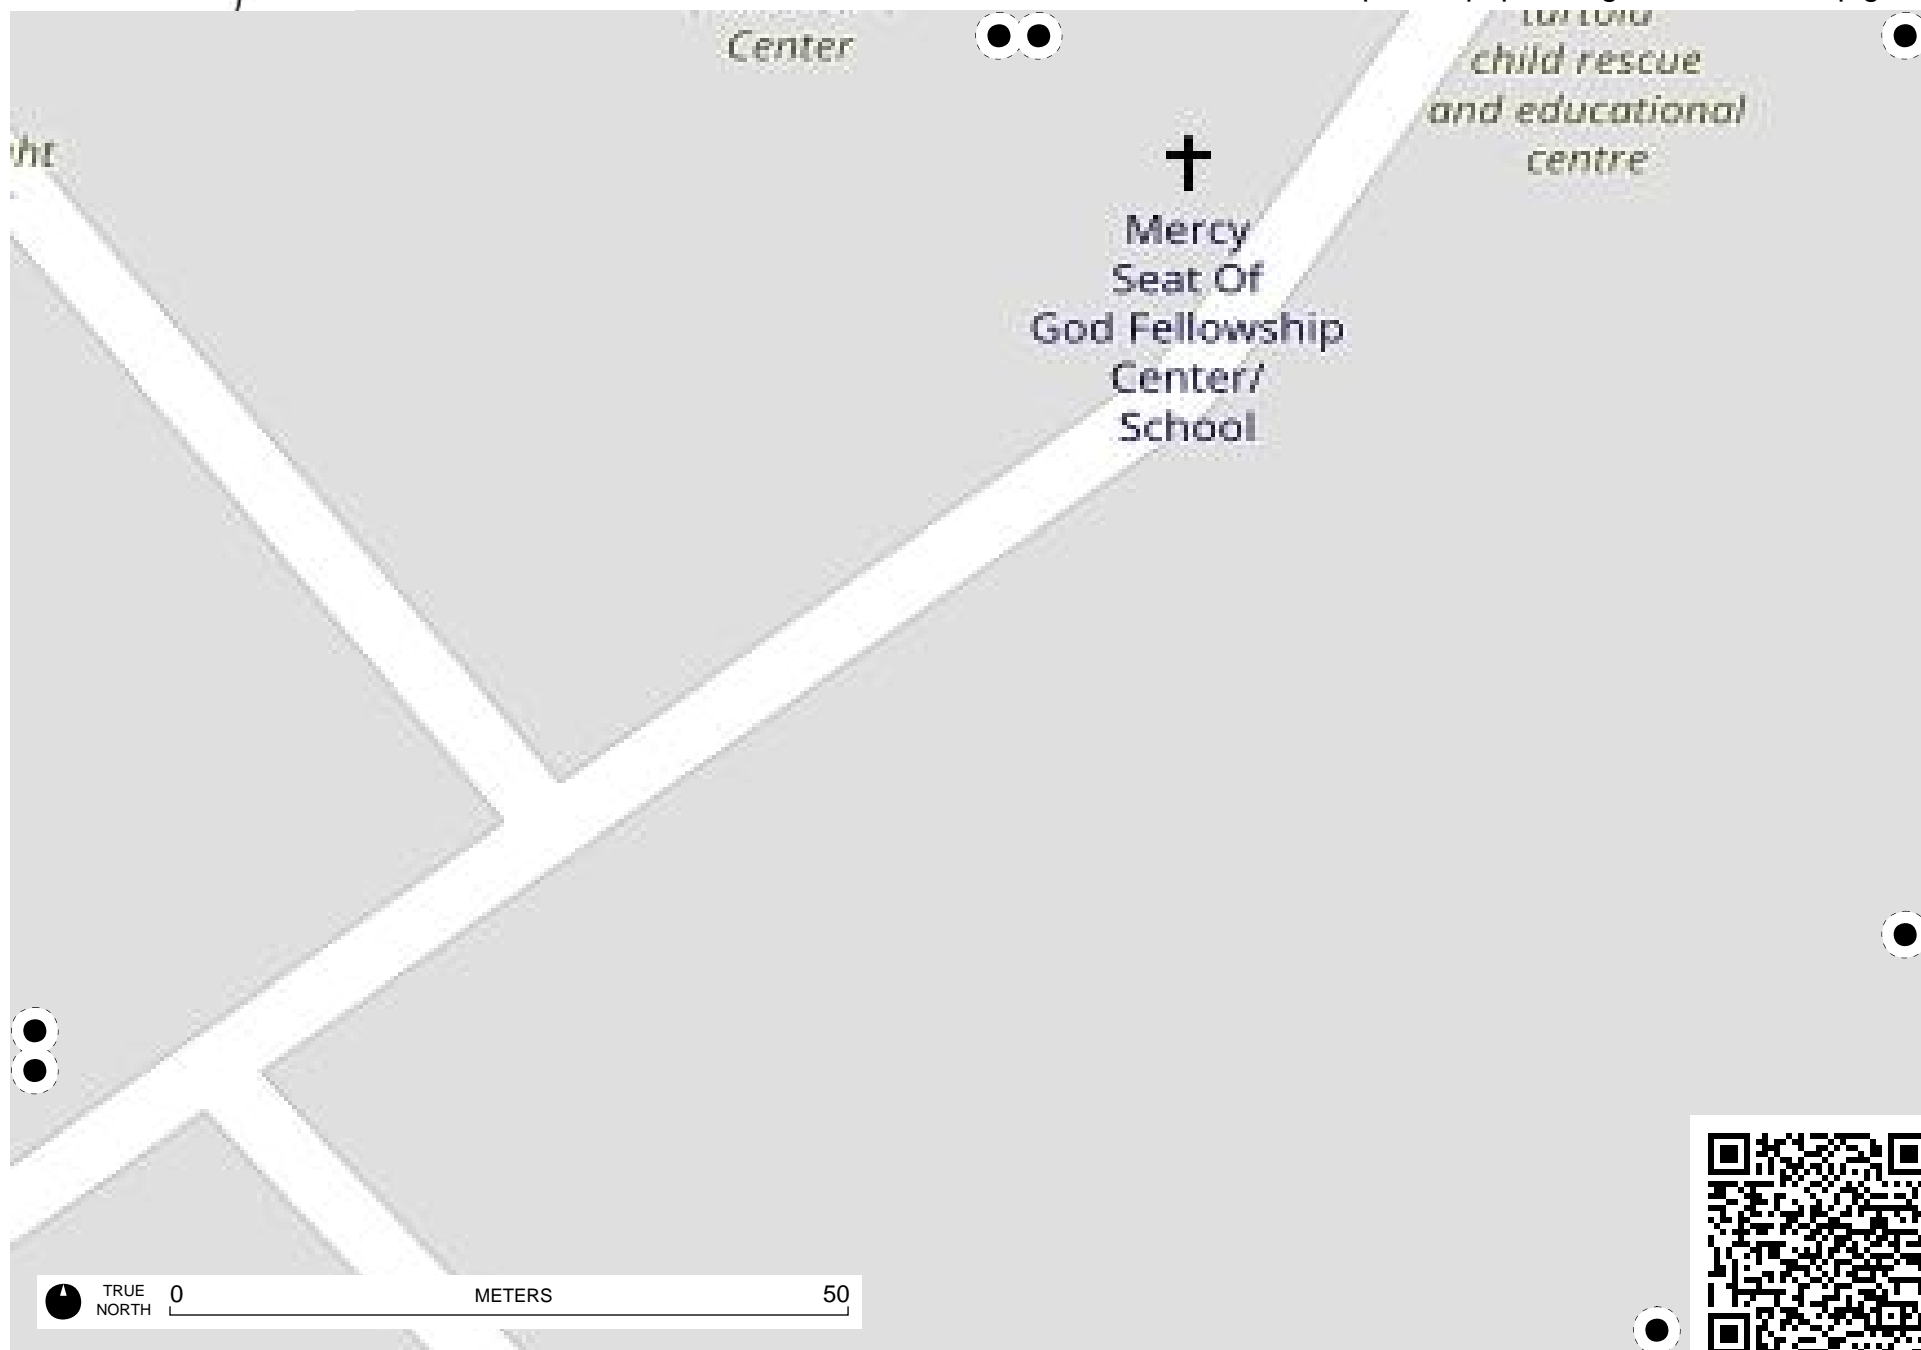 Center
child rescue
and educational
centre
Mercy
Seat Of
God Fellowship
Center/
School
TRUE
NORTH
0
METERS
50